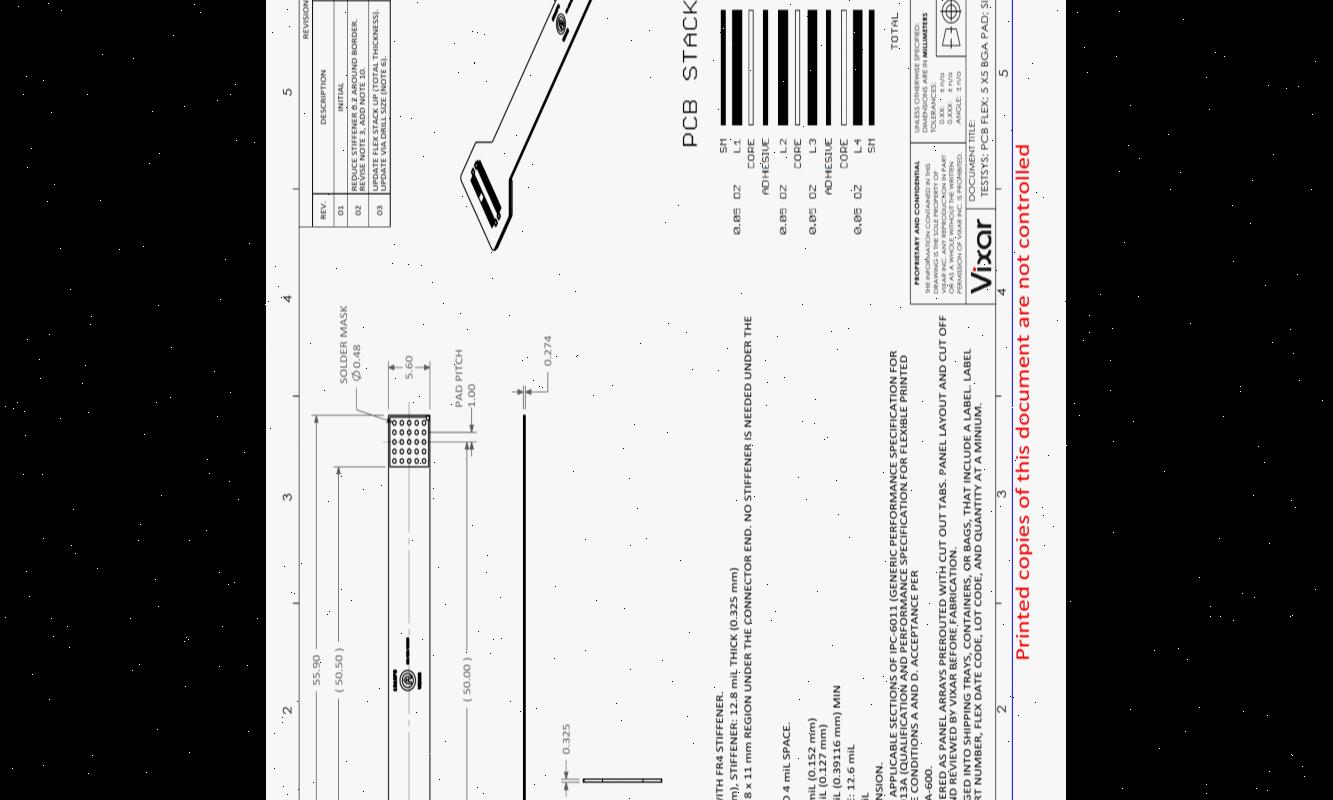 REVISION
REV.
DESCRIPTION
01
INITIAL
02
REDUCE STIFFENER 0.2 AROUND BORDER.
REVISE NOTE 3, ADD NOTE 10.
03
UPDATE FLEX STACK UP (TOTAL THICKNESS).
UPDATE VIA DRILL SIZE (NOTE 6).
5
4
3
2
SOLDER MASK
Ø0.48
5.60
PAD PITCH
1.00
0.274
55.90
( 50.50 )
( 50.00 )
0.325
PCB STACK
SM
0.05 OZ L1
CORE
ADHESIVE
0.05 OZ L2
CORE
0.05 OZ L3
ADHESIVE
CORE
0.05 OZ L4
SM
TOTAL
WITH FR4 STIFFENER.
m), STIFFENER: 12.8 miL THICK (0.325 mm)
8 x 11 mm REGION UNDER THE CONNECTOR END. NO STIFFENER IS NEEDED UNDER THE
4 miL SPACE.
miL (0.152 mm)
iL (0.127 mm)
iL (0.39116 mm) MIN
: 12.6 miL
NSION.
APPLICABLE SECTIONS OF IPC-6011 (GENERIC PERFORMANCE SPECIFICATION FOR
13A (QUALIFICATION AND PERFORMANCE SPECIFICATION FOR FLEXIBLE PRINTED
E CONDITIONS A AND D. ACCEPTANCE PER
A-600.
ERED AS PANEL ARRAYS PREROUTED WITH CUT OUT TABS. PANEL LAYOUT AND CUT OFF
ND REVIEWED BY VIXAR BEFORE FABRICATION.
GED INTO SHIPPING TRAYS, CONTAINERS, OR BAGS, THAT INCLUDE A LABEL. LABEL
RT NUMBER, FLEX DATE CODE, LOT CODE, AND QUANTITY AT A MINIUM.
PROPRIETARY AND CONFIDENTIAL
THE INFORMATION CONTAINED IN THIS
DRAWING IS THE SOLE PROPERTY OF
VIXAR INC. ANY REPRODUCTION IN PART
OR AS A WHOLE WITHOUT THE WRITTEN
PERMISSION OF VIXAR INC. IS PROHIBITED.
UNLESS OTHERWISE SPECIFIED:
DIMENSIONS ARE IN MILLIMETERS
TOLERANCES:
0.XX: ± n/a
0.XXX: ± n/a
ANGLE: ± n/a
Vixar
DOCUMENT TITLE:
TESTSYS; PCB FLEX; 5 X5 BGA PAD; SI
5
4
3
2
Printed copies of this document are not controlled